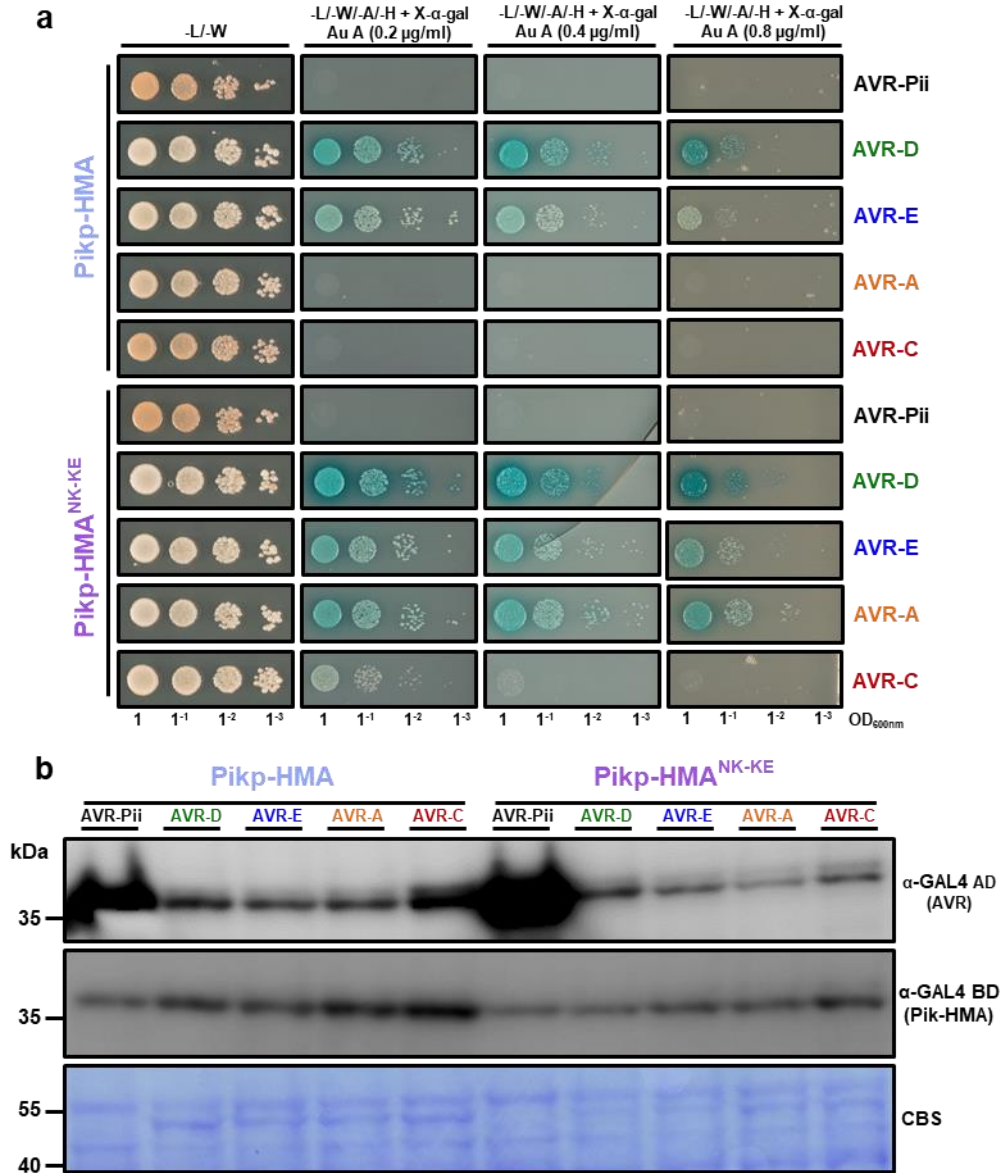 a
-L/-W
-L/-W/-A/-H + X-α-gal
Au A (0.2 µg/ml)
-L/-W/-A/-H + X-α-gal
Au A (0.4 µg/ml)
-L/-W/-A/-H + X-α-gal
Au A (0.8 µg/ml)
Pikp-HMA
AVR-Pii
AVR-D
AVR-E
AVR-A
AVR-C
Pikp-HMA^NK-KE
AVR-Pii
AVR-D
AVR-E
AVR-A
AVR-C
1 1⁻¹ 1⁻² 1⁻³ 1 1⁻¹ 1⁻² 1⁻³ 1 1⁻¹ 1⁻² 1⁻³ 1 1⁻¹ 1⁻² 1⁻³ OD600nm
b
Pikp-HMA Pikp-HMA^NK-KE
AVR-Pii AVR-D AVR-E AVR-A AVR-C AVR-Pii AVR-D AVR-E AVR-A AVR-C
kDa
35
α-GAL4 AD
(AVR)
35
α-GAL4 BD
(Pik-HMA)
55
CBS
40